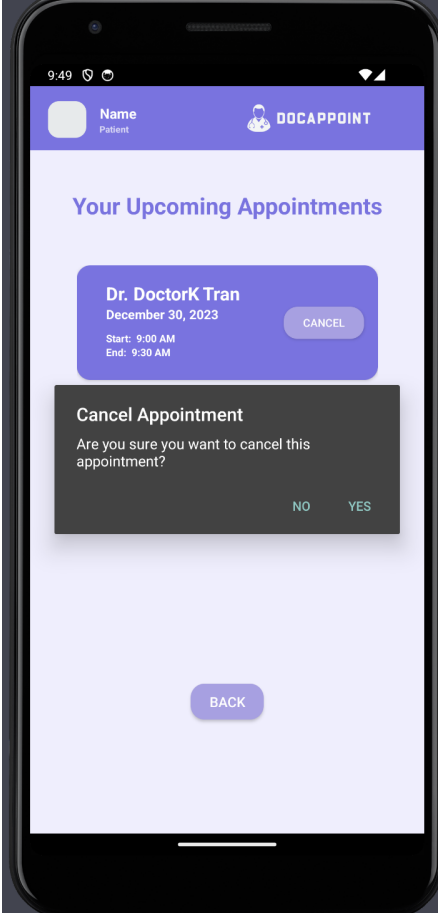 9:49
Name
Patient
DOCAPPOINT
Your Upcoming Appointments
Dr. DoctorK Tran
December 30, 2023
Start: 9:00 AM
End: 9:30 AM
CANCEL
Cancel Appointment
Are you sure you want to cancel this
appointment?
NO YES
BACK